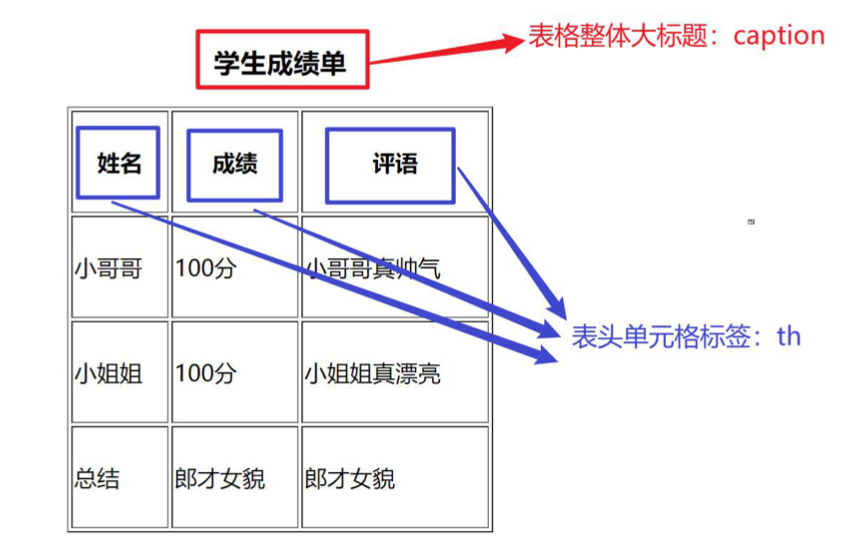 学生成绩单
表格整体大标题：caption
姓名 成绩 评语
小哥哥 100分 小哥哥真帅气
表头单元格标签：th
小姐姐 100分 小姐姐真漂亮
总结 郎才女貌 郎才女貌